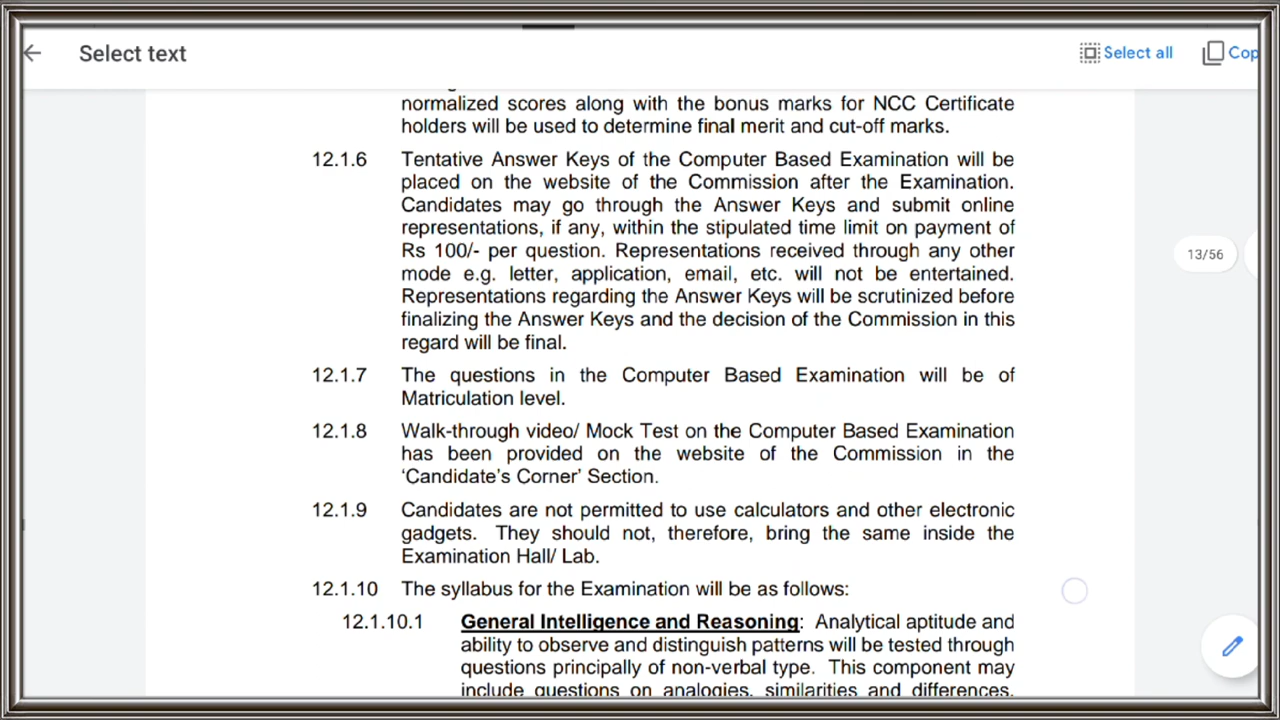 Select text
Select all
Cop
normalized scores along with the bonus marks for NCC Certificate
holders will be used to determine final merit and cut-off marks.
12.1.6 Tentative Answer Keys of the Computer Based Examination will be
placed on the website of the Commission after the Examination.
Candidates may go through the Answer Keys and submit online
representations, if any, within the stipulated time limit on payment of
Rs 100/- per question. Representations received through any other
mode e.g. letter, application, email, etc. will not be entertained.
Representations regarding the Answer Keys will be scrutinized before
finalizing the Answer Keys and the decision of the Commission in this
regard will be final.
13/56
12.1.7 The questions in the Computer Based Examination will be of
Matriculation level.
12.1.8 Walk-through video/ Mock Test on the Computer Based Examination
has been provided on the website of the Commission in the
‘Candidate’s Corner’ Section.
12.1.9 Candidates are not permitted to use calculators and other electronic
gadgets. They should not, therefore, bring the same inside the
Examination Hall/ Lab.
12.1.10 The syllabus for the Examination will be as follows:
12.1.10.1 General Intelligence and Reasoning: Analytical aptitude and
ability to observe and distinguish patterns will be tested through
questions principally of non-verbal type. This component may
include questions on analogies, similarities and differences,